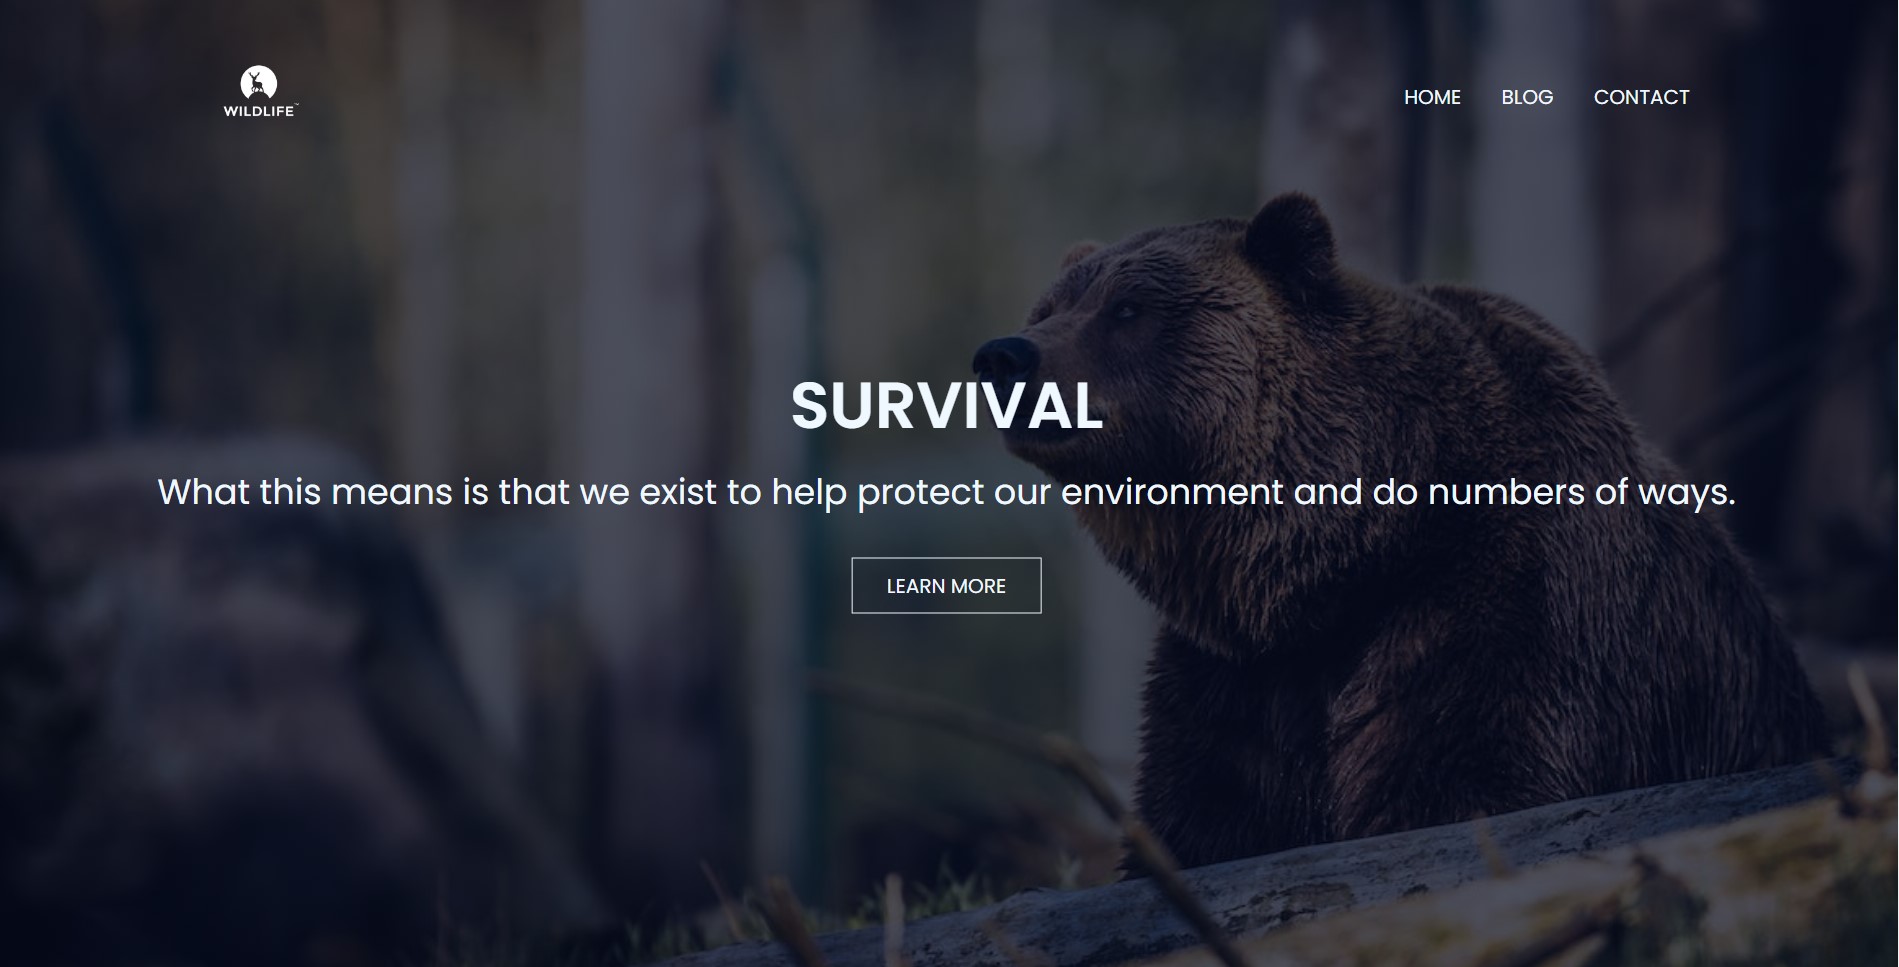 WILDLIFE™
HOME BLOG CONTACT
SURVIVAL
What this means is that we exist to help protect our environment and do numbers of ways.
LEARN MORE